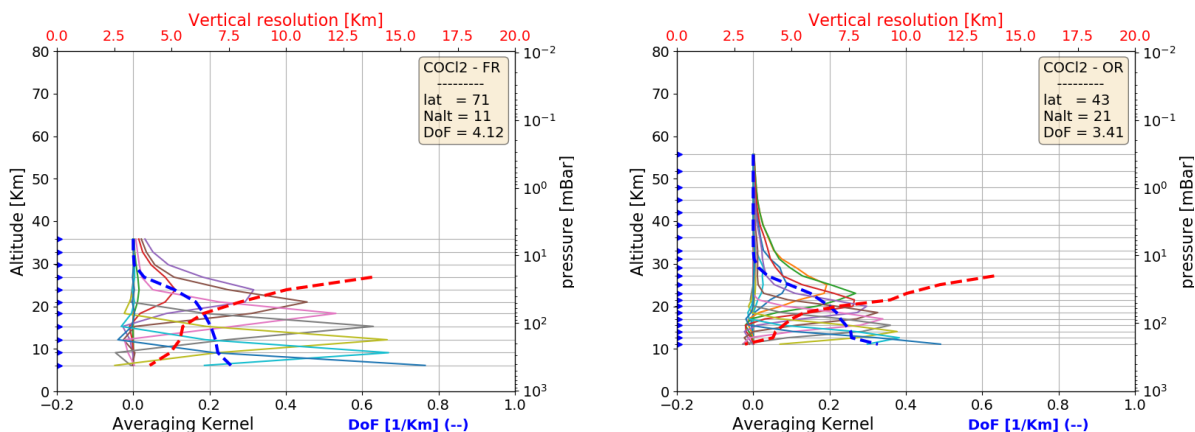 Vertical resolution [Km]
0.0 2.5 5.0 7.5 10.0 12.5 15.0 17.5 20.0
80
70
60
50
40
30
20
10
0
Altitude [Km]
COCl2 - FR
---------
lat = 71
Nalt = 11
DoF = 4.12
10⁻²
10⁻¹
10⁰
10¹
10²
10³
pressure [mBar]
−0.2 0.0 0.2 0.4 0.6 0.8 1.0
Averaging Kernel DoF [1/Km] (--)
Vertical resolution [Km]
0.0 2.5 5.0 7.5 10.0 12.5 15.0 17.5 20.0
80
70
60
50
40
30
20
10
0
Altitude [Km]
COCl2 - OR
---------
lat = 43
Nalt = 21
DoF = 3.41
10⁻²
10⁻¹
10⁰
10¹
10²
10³
pressure [mBar]
−0.2 0.0 0.2 0.4 0.6 0.8 1.0
Averaging Kernel DoF [1/Km] (--)